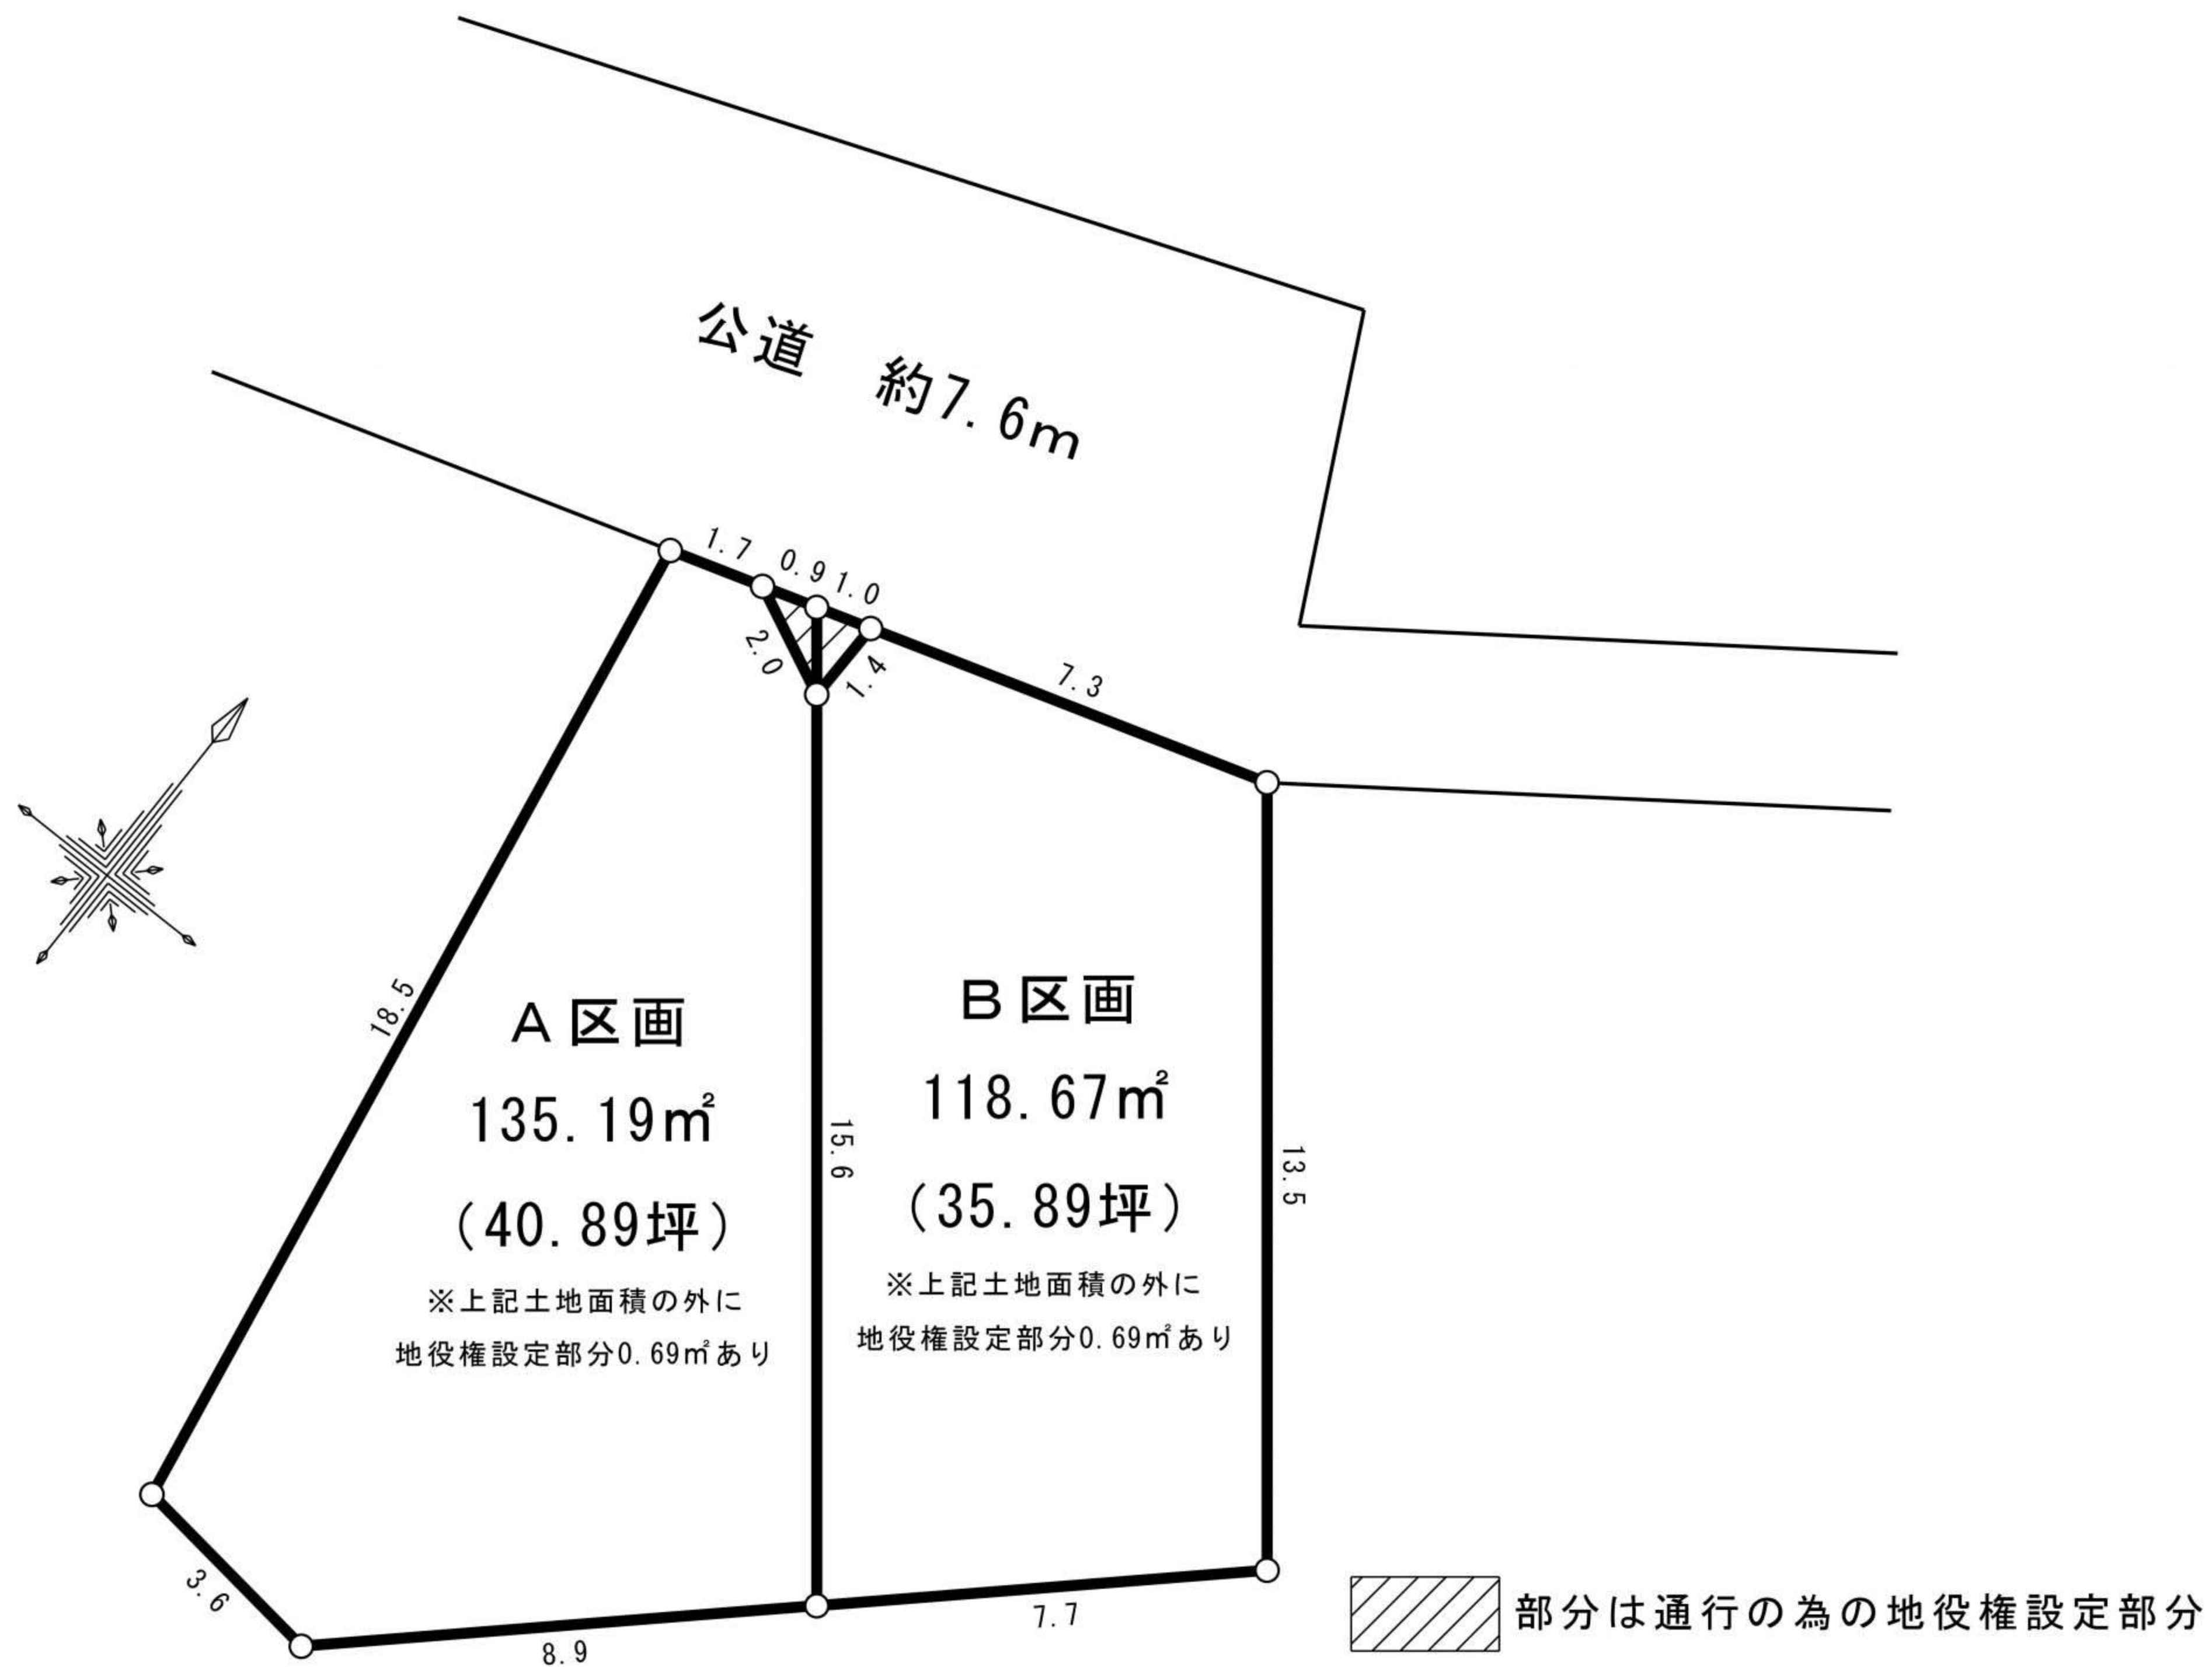 公道　約7.6m
1.7
0.9
1.0
2.0
1.4
7.3
18.5
A区画
135.19㎡
(40.89坪)
※上記土地面積の外に
地役権設定部分0.69㎡あり
15.6
B区画
118.67㎡
(35.89坪)
※上記土地面積の外に
地役権設定部分0.69㎡あり
13.5
3.6
8.9
7.7
部分は通行の為の地役権設定部分